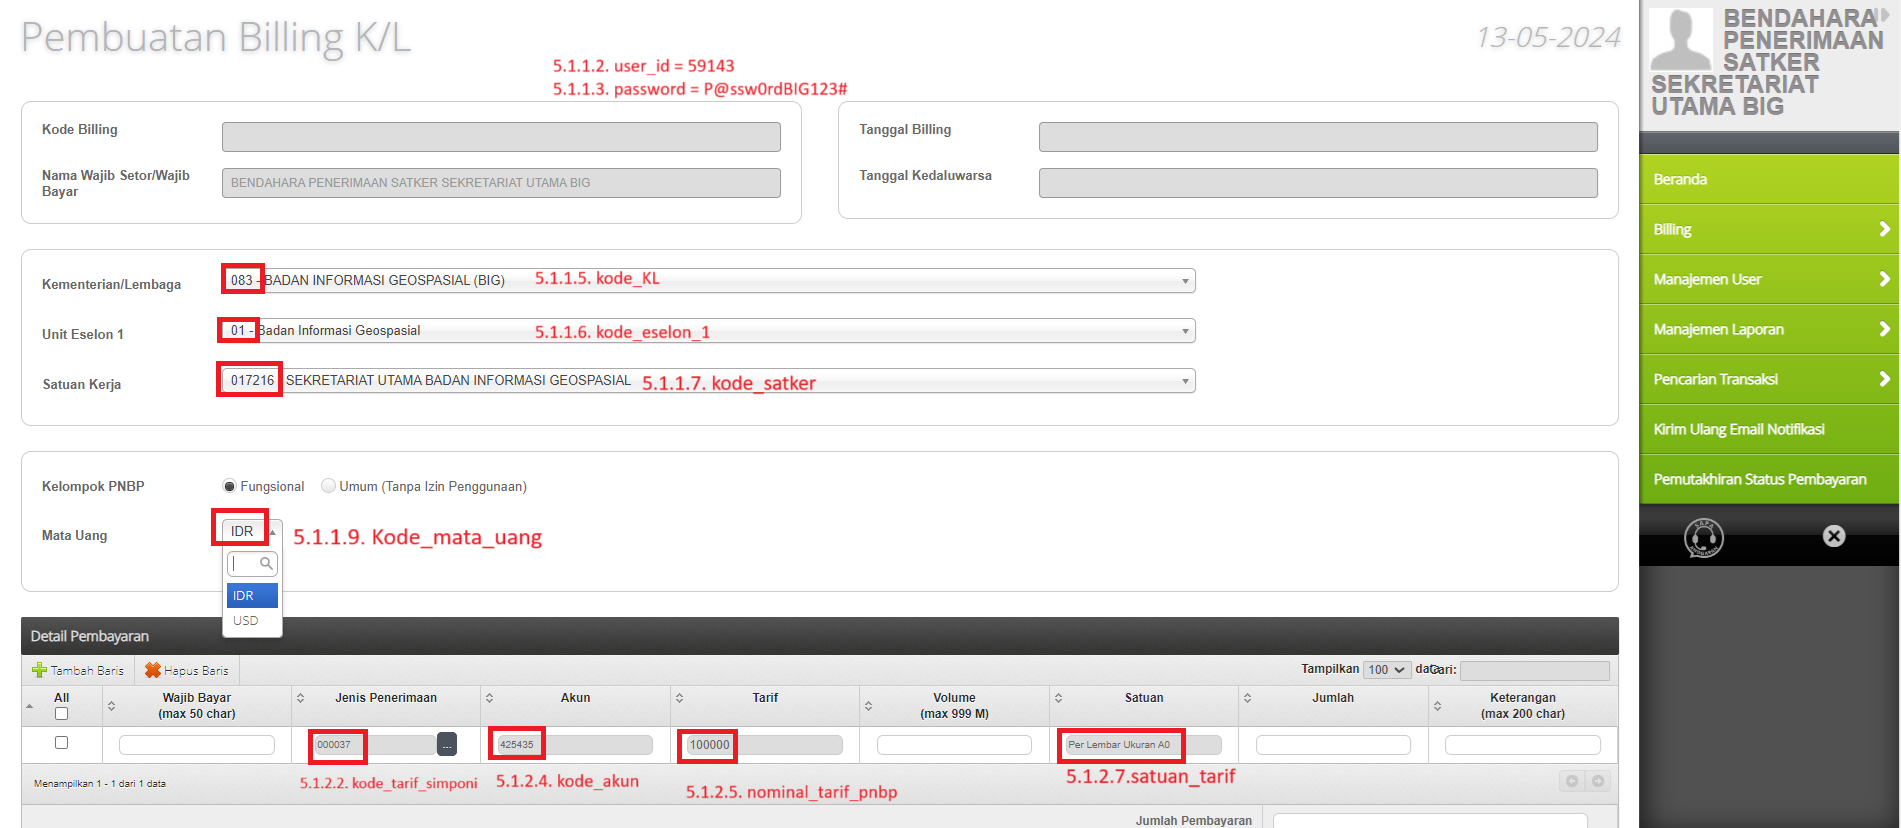 Pembuatan Billing K/L
13-05-2024
5.1.1.2. user_id = 59143
5.1.1.3. password = P@ssw0rdBIG123#
Kode Billing
Nama Wajib Setor/Wajib
Bayar
BENDAHARA PENERIMAAN SATKER SEKRETARIAT UTAMA BIG
Tanggal Billing
Tanggal Kedaluwarsa
Kementerian/Lembaga
083 - BADAN INFORMASI GEOSPASIAL (BIG)
5.1.1.5. kode_KL
Unit Eselon 1
01 - Badan Informasi Geospasial
5.1.1.6. kode_eselon_1
Satuan Kerja
017216 SEKRETARIAT UTAMA BADAN INFORMASI GEOSPASIAL
5.1.1.7. kode_satker
Kelompok PNBP
Fungsional
Umum (Tanpa Izin Penggunaan)
Mata Uang
IDR
5.1.1.9. Kode_mata_uang
IDR
USD
Detail Pembayaran
Tambah Baris
Hapus Baris
Tampilkan 100 data
Cari:
All
Wajib Bayar
(max 50 char)
Jenis Penerimaan
Akun
Tarif
Volume
(max 999 M)
Satuan
Jumlah
Keterangan
(max 200 char)
000037
...
425435
100000
Per Lembar Ukuran A0
Menampilkan 1 - 1 dari 1 data
5.1.2.2. kode_tarif_simponi
5.1.2.4. kode_akun
5.1.2.5. nominal_tarif_pnbp
5.1.2.7.satuan_tarif
Jumlah Pembayaran
BENDAHARA
PENERIMAAN
SATKER
SEKRETARIAT
UTAMA BIG
Beranda
Billing
Manajemen User
Manajemen Laporan
Pencarian Transaksi
Kirim Ulang Email Notifikasi
Pemutakhiran Status Pembayaran
SAPA
ANGGARAN